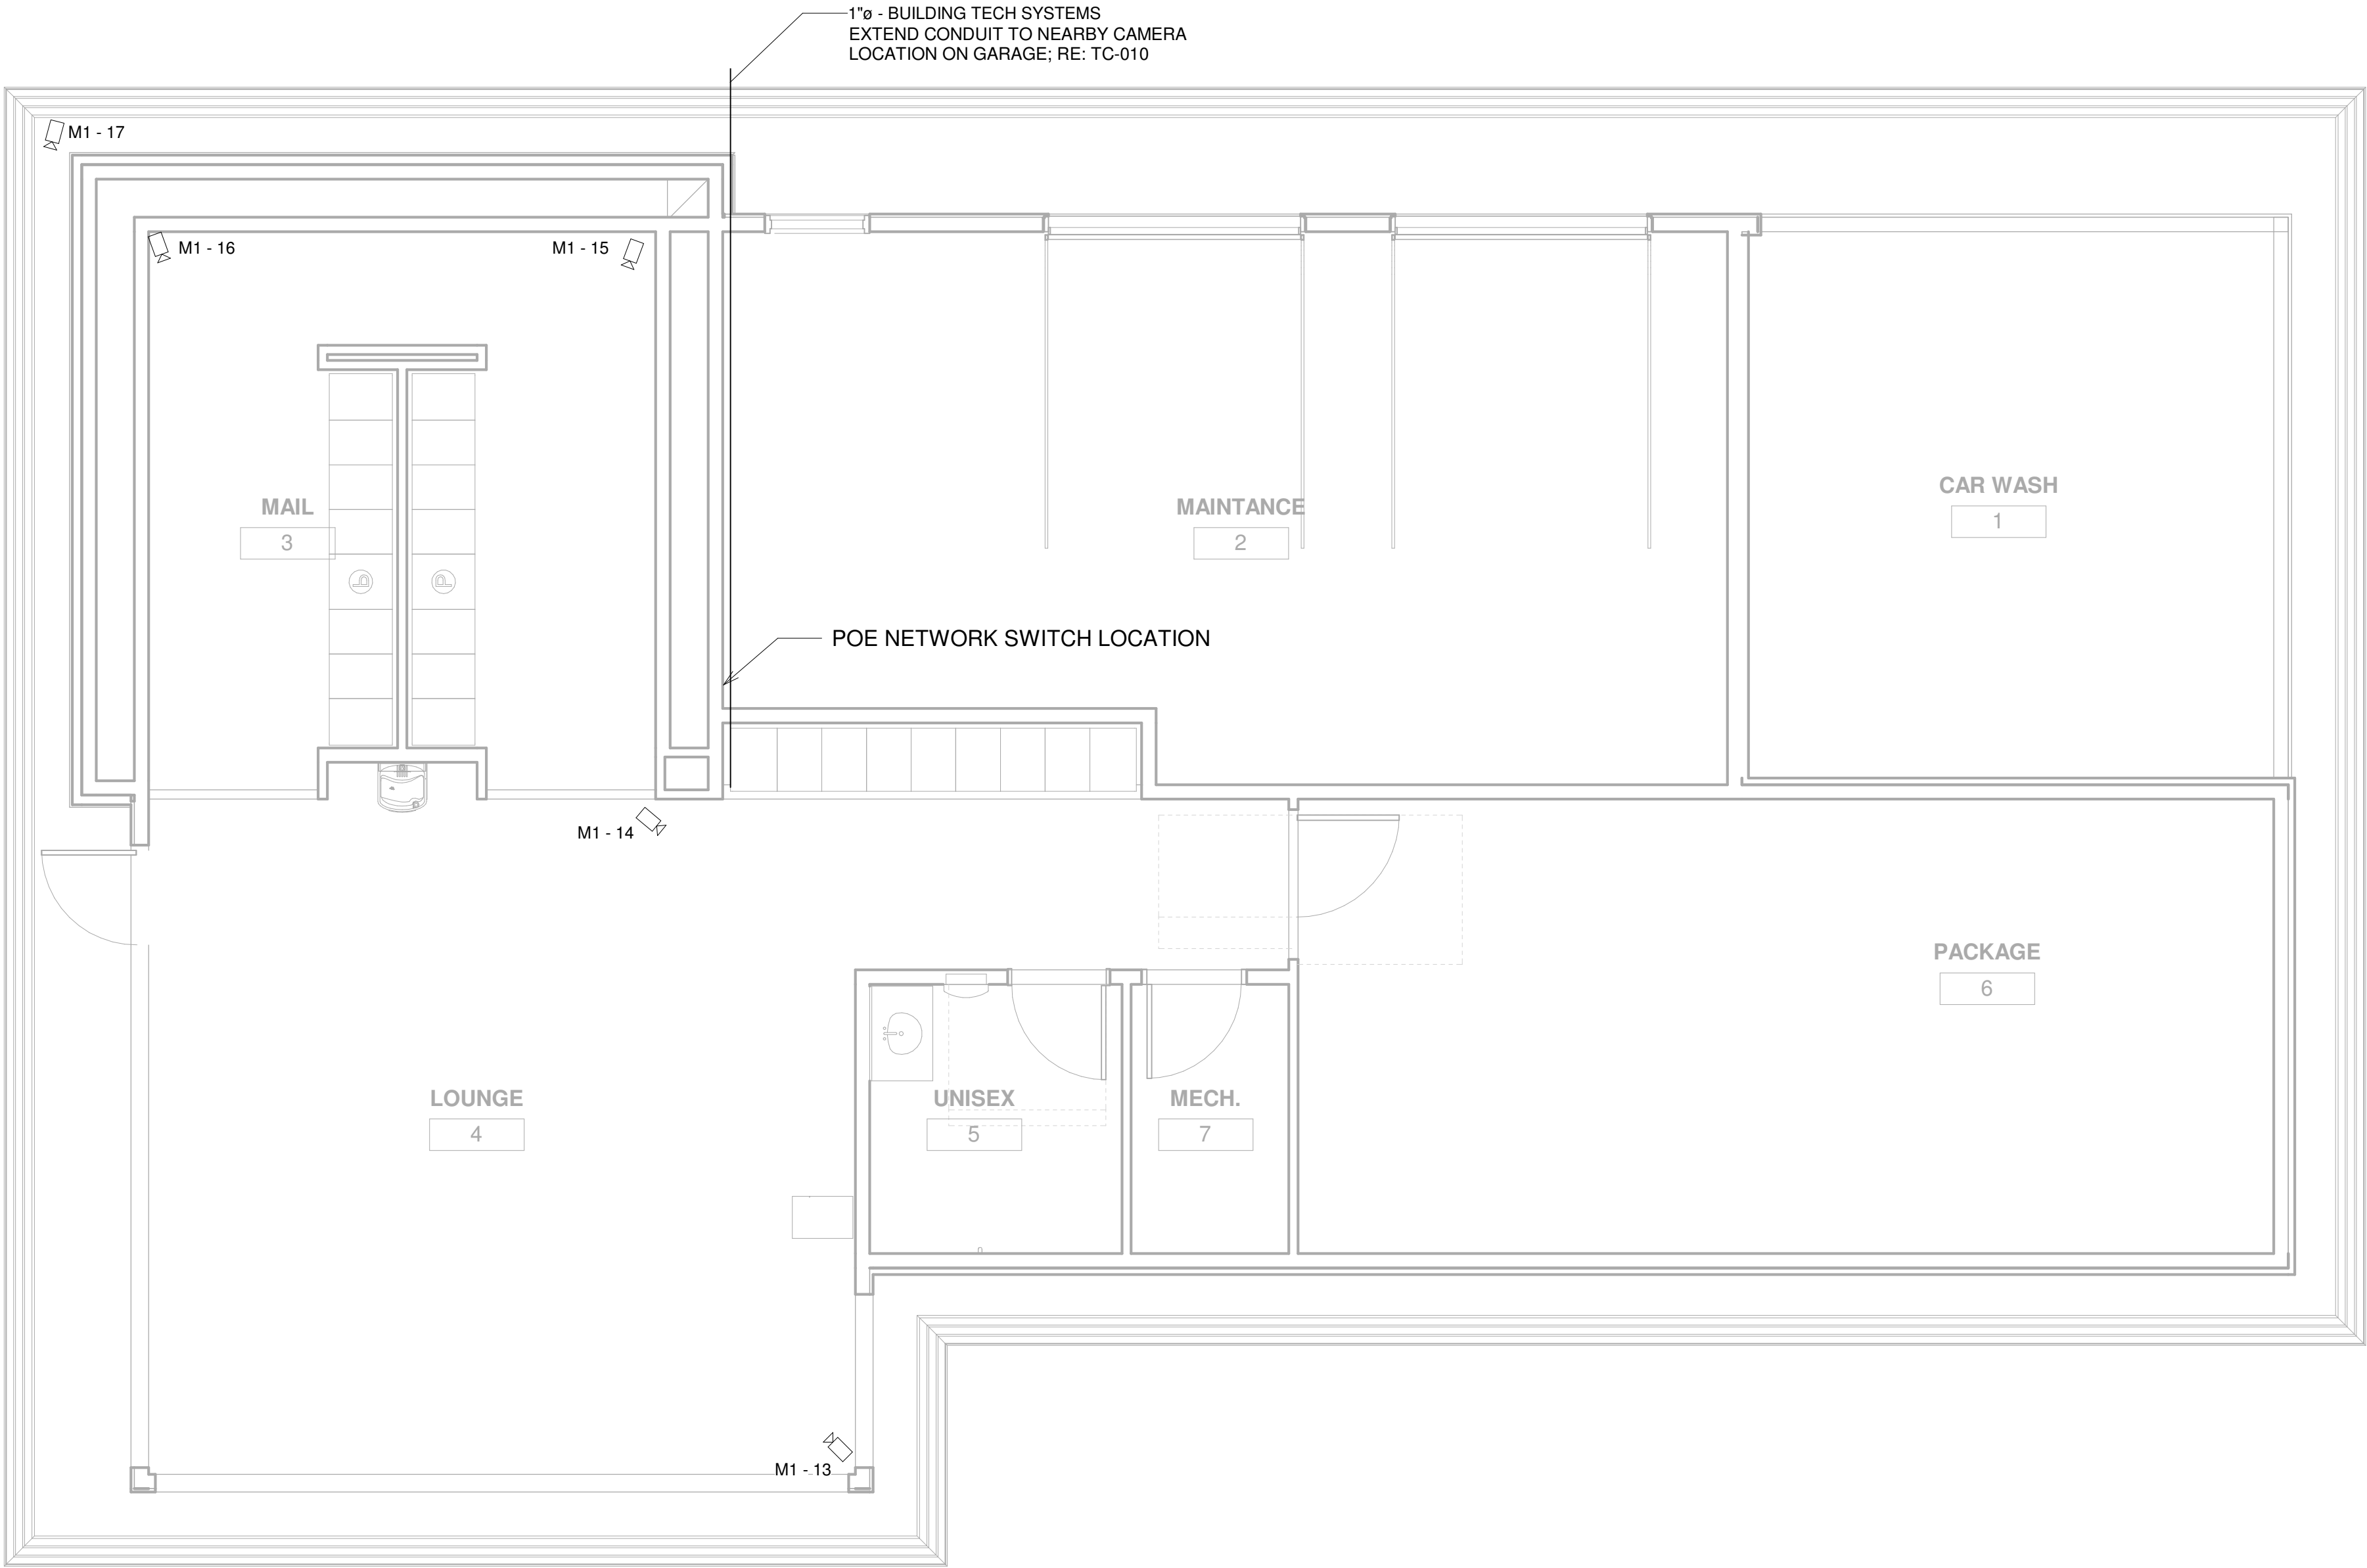 1"ø - BUILDING TECH SYSTEMS
EXTEND CONDUIT TO NEARBY CAMERA
LOCATION ON GARAGE; RE: TC-010
M1 - 17
M1 - 16
M1 - 15
CAR WASH
1
MAIL
3
MAINTANCE
2
P
P
POE NETWORK SWITCH LOCATION
M1 - 14
PACKAGE
6
LOUNGE
4
UNISEX
5
MECH.
7
M1 - 13